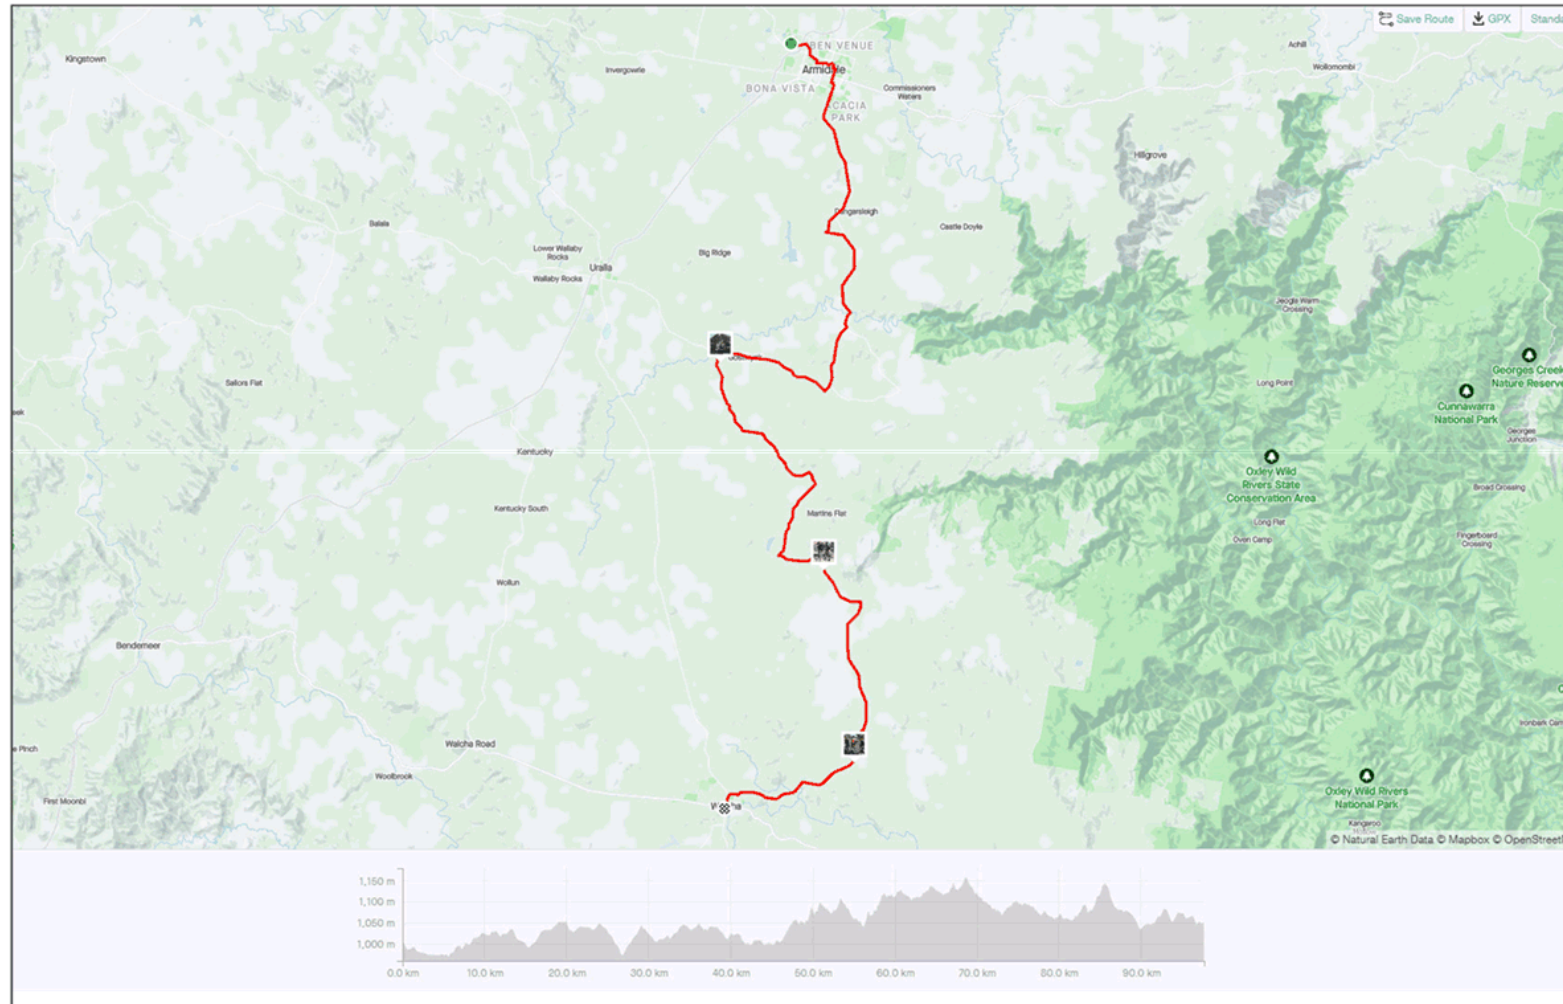 Save Route
GPX
Kingstown
Invergowrie
BEN VENUE
Armidale
BONA VISTA
ACACIA
PARK
Commissioners
Waters
Achill
Wollomombi
Hillgrove
Balala
Dangarsleigh
Castle Doyle
Lower Wallaby
Rocks
Uralla
Wallaby Rocks
Big Ridge
Jeogla Warm
Crossing
Georges Creek
Nature Reserve
Salisbury
Sailors Flat
Long Point
Cunnawarra
National Park
Georges
Junction
Kentucky
Oxley Wild
Rivers State
Conservation Area
Broad Crossing
Kentucky South
Martins Flat
Long Flat
Oven Camp
Fingerboard
Crossing
Wollun
Bendemeer
Walcha Road
Woolbrook
First Moonbi
Oxley Wild Rivers
National Park
Kangaroo
© Natural Earth Data © Mapbox © OpenStreet
1,150 m
1,100 m
1,050 m
1,000 m
0.0 km 10.0 km 20.0 km 30.0 km 40.0 km 50.0 km 60.0 km 70.0 km 80.0 km 90.0 km